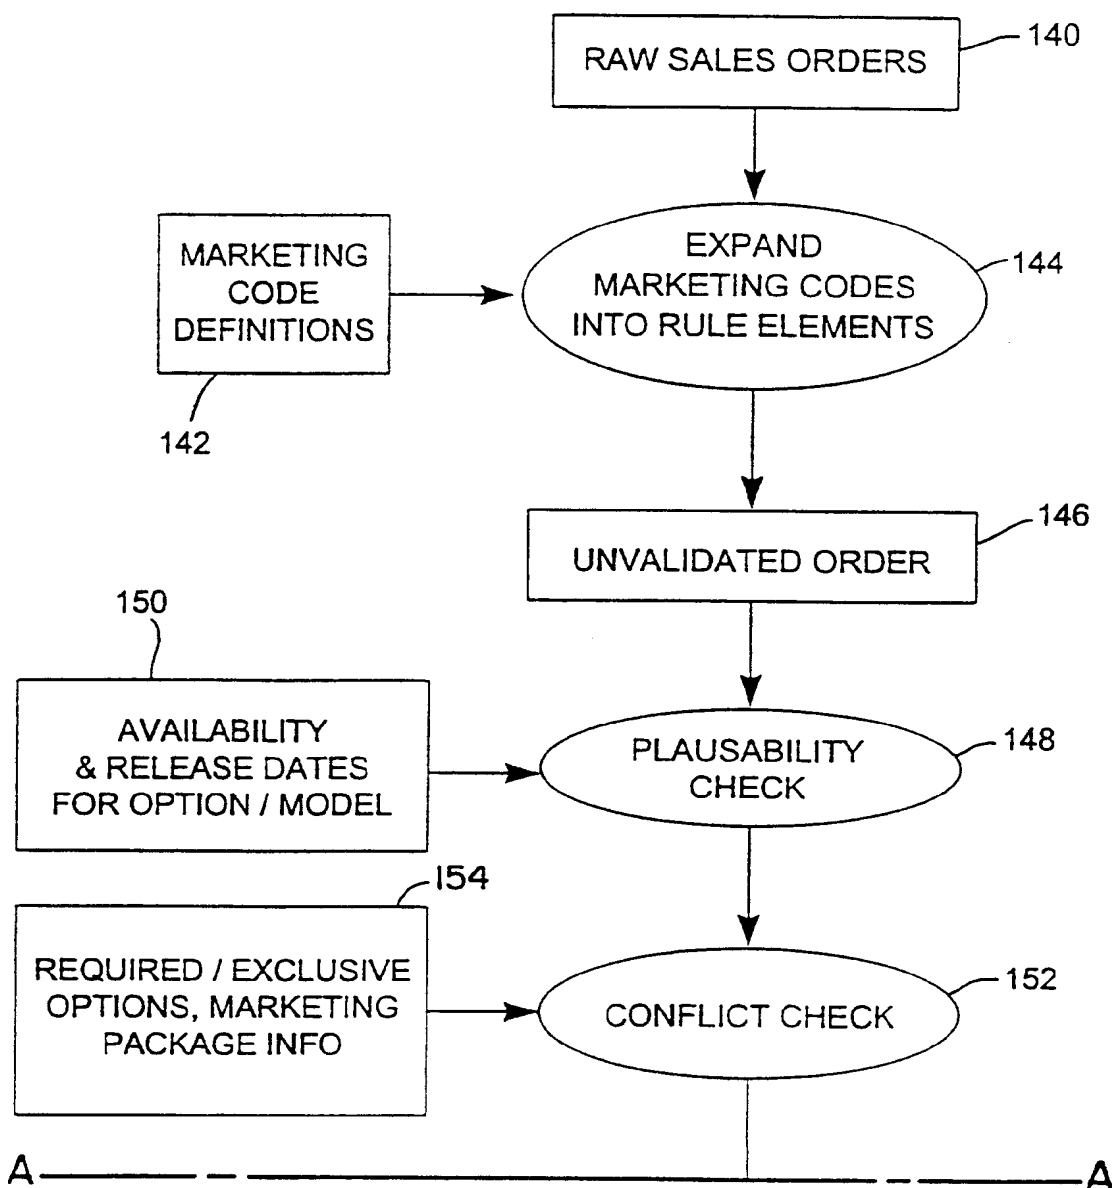 RAW SALES ORDERS
140
MARKETING
CODE
DEFINITIONS
142
EXPAND
MARKETING CODES
INTO RULE ELEMENTS
144
UNVALIDATED ORDER
146
150
AVAILABILITY
& RELEASE DATES
FOR OPTION / MODEL
PLAUSABILITY
CHECK
148
154
REQUIRED / EXCLUSIVE
OPTIONS, MARKETING
PACKAGE INFO
CONFLICT CHECK
152
A
A